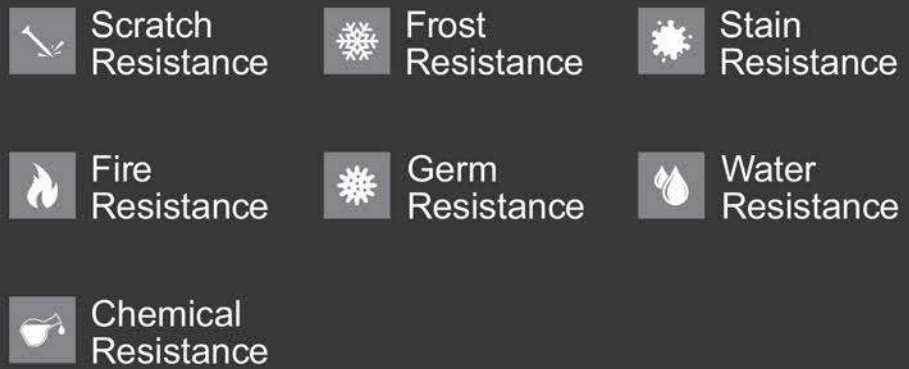 Scratch
Resistance
Frost
Resistance
Stain
Resistance
Fire
Resistance
Germ
Resistance
Water
Resistance
Chemical
Resistance